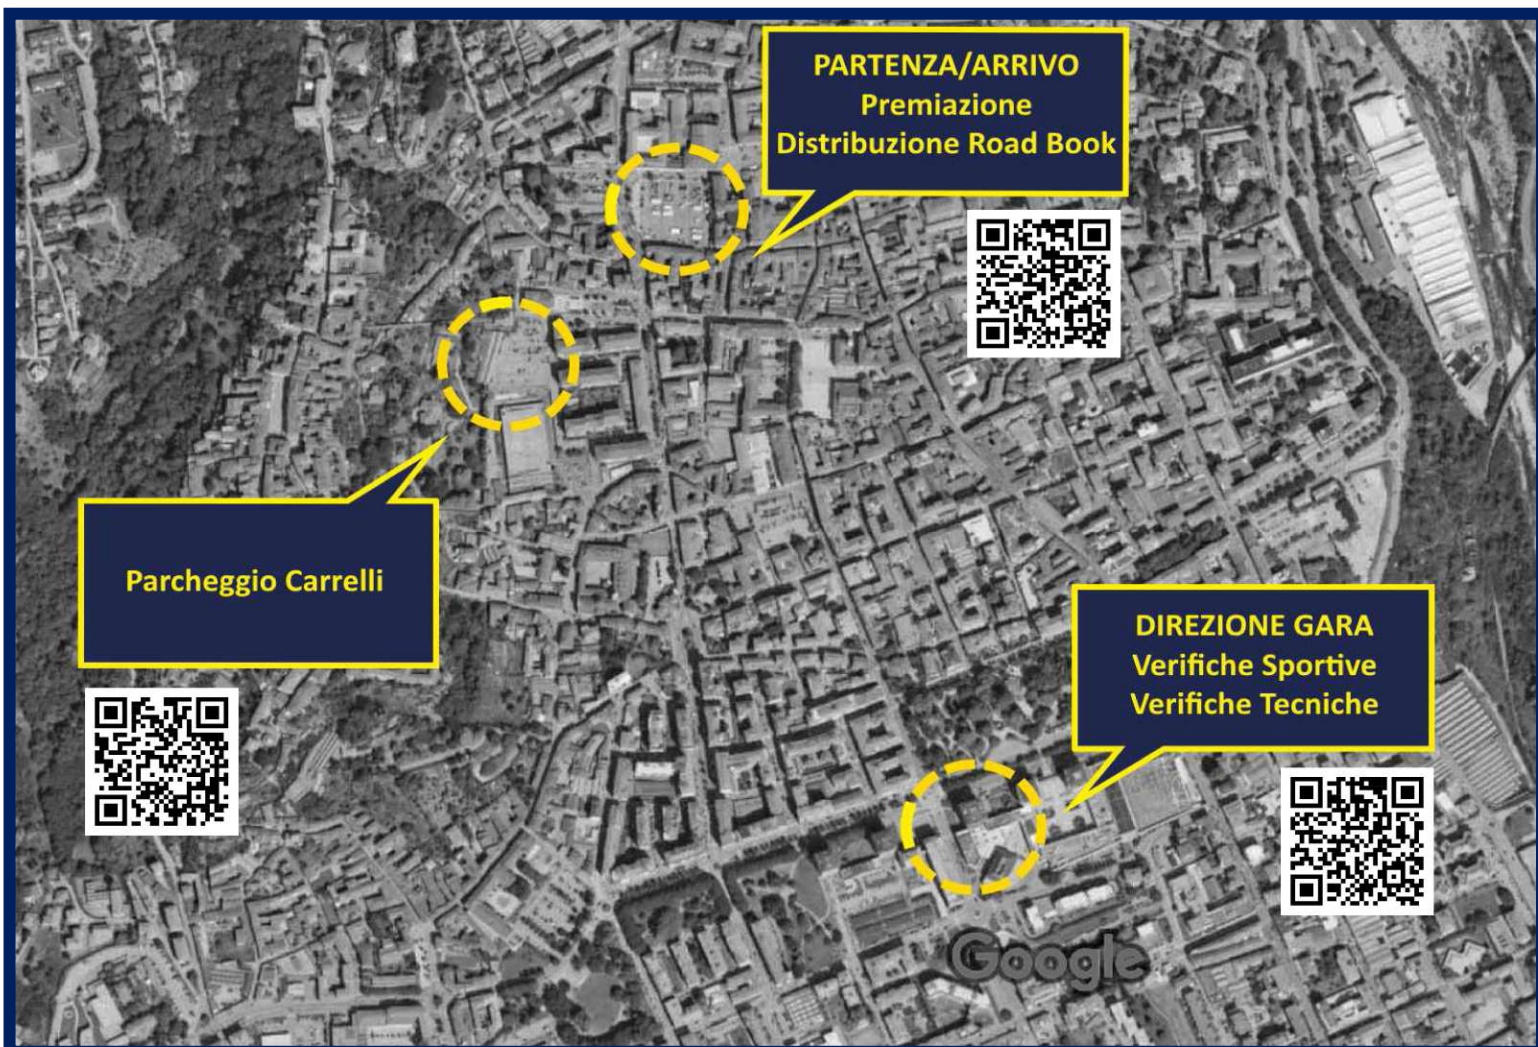 PARTENZA/ARRIVO
Premiazione
Distribuzione Road Book
Parcheggio Carrelli
DIREZIONE GARA
Verifiche Sportive
Verifiche Tecniche
Google